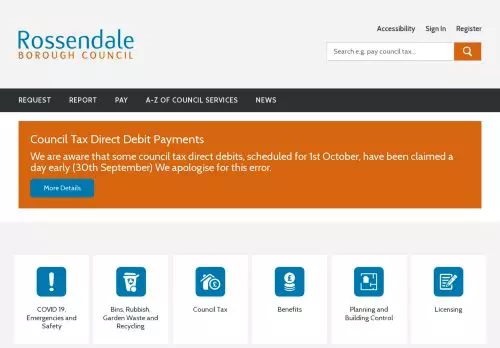 Accessibility Sign In Register
Rossendale
BOROUGH COUNCIL
Search e.g. pay council tax...
REQUEST REPORT PAY A-Z OF COUNCIL SERVICES NEWS
Council Tax Direct Debit Payments
We are aware that some council tax direct debits, scheduled for 1st October, have been claimed a
day early (30th September) We apologise for this error.
More Details
COVID 19,
Emergencies and
Safety
Bins, Rubbish,
Garden Waste and
Recycling
Council Tax
Benefits
Planning and
Building Control
Licensing